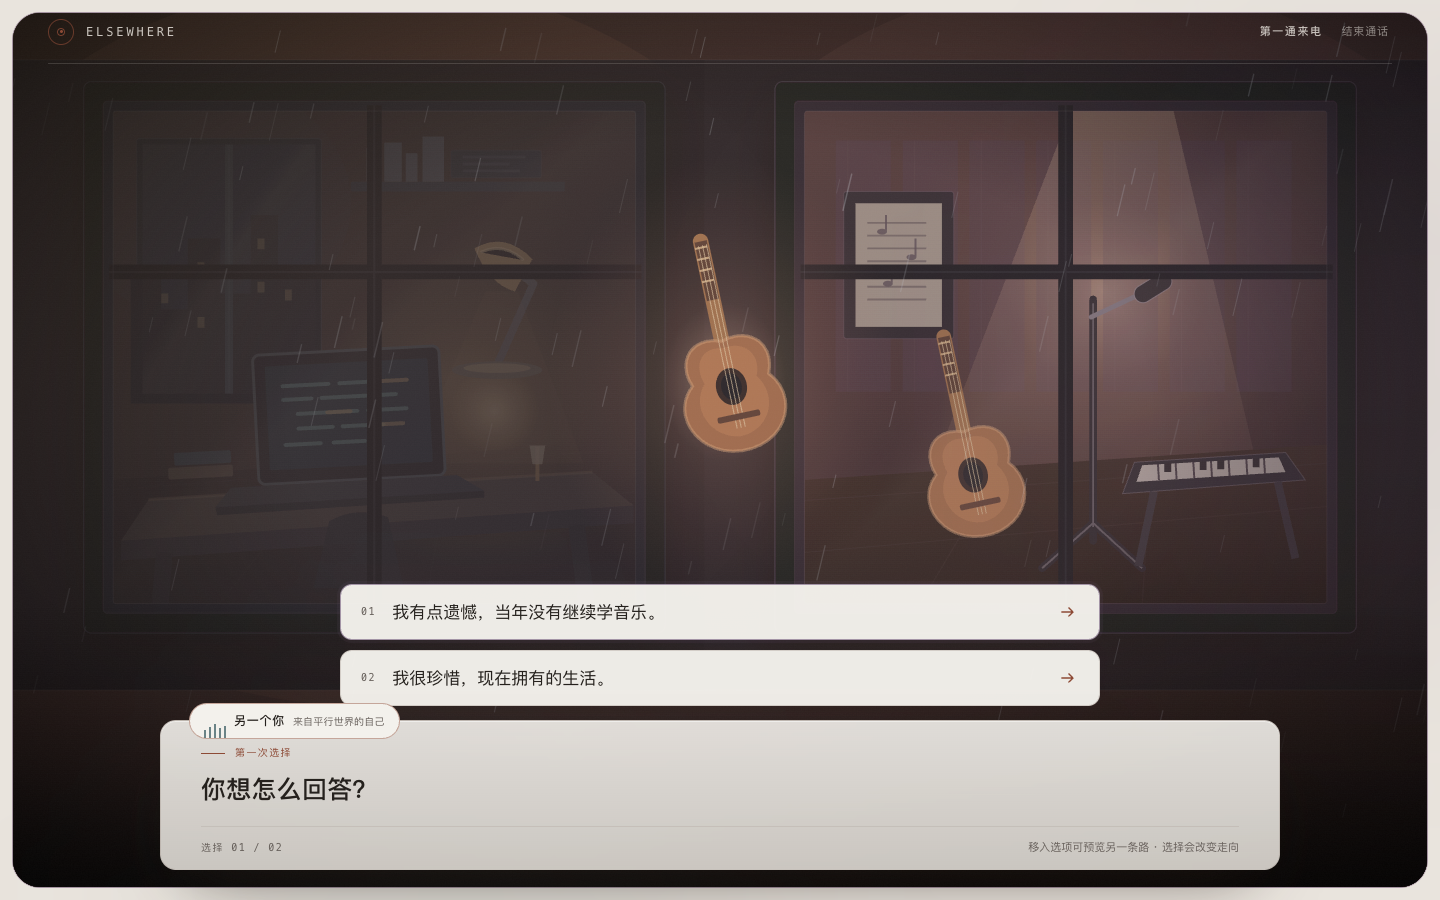 ELSEWHERE
第一通来电 结束通话
01 我有点遗憾，当年没有继续学音乐。 →
02 我很珍惜，现在拥有的生活。 →
另一个你 来自平行世界的自己
第一次选择
你想怎么回答?
选择 01 / 02
移入选项可预览另一条路 · 选择会改变走向